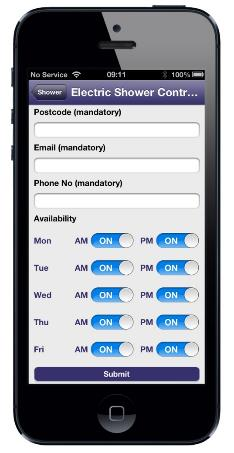 No Service 09:11 100%
Shower Electric Shower Contr...
Postcode (mandatory)
Email (mandatory)
Phone No (mandatory)
Availability
Mon AM ON PM ON
Tue AM ON PM ON
Wed AM ON PM ON
Thu AM ON PM ON
Fri AM ON PM ON
Submit